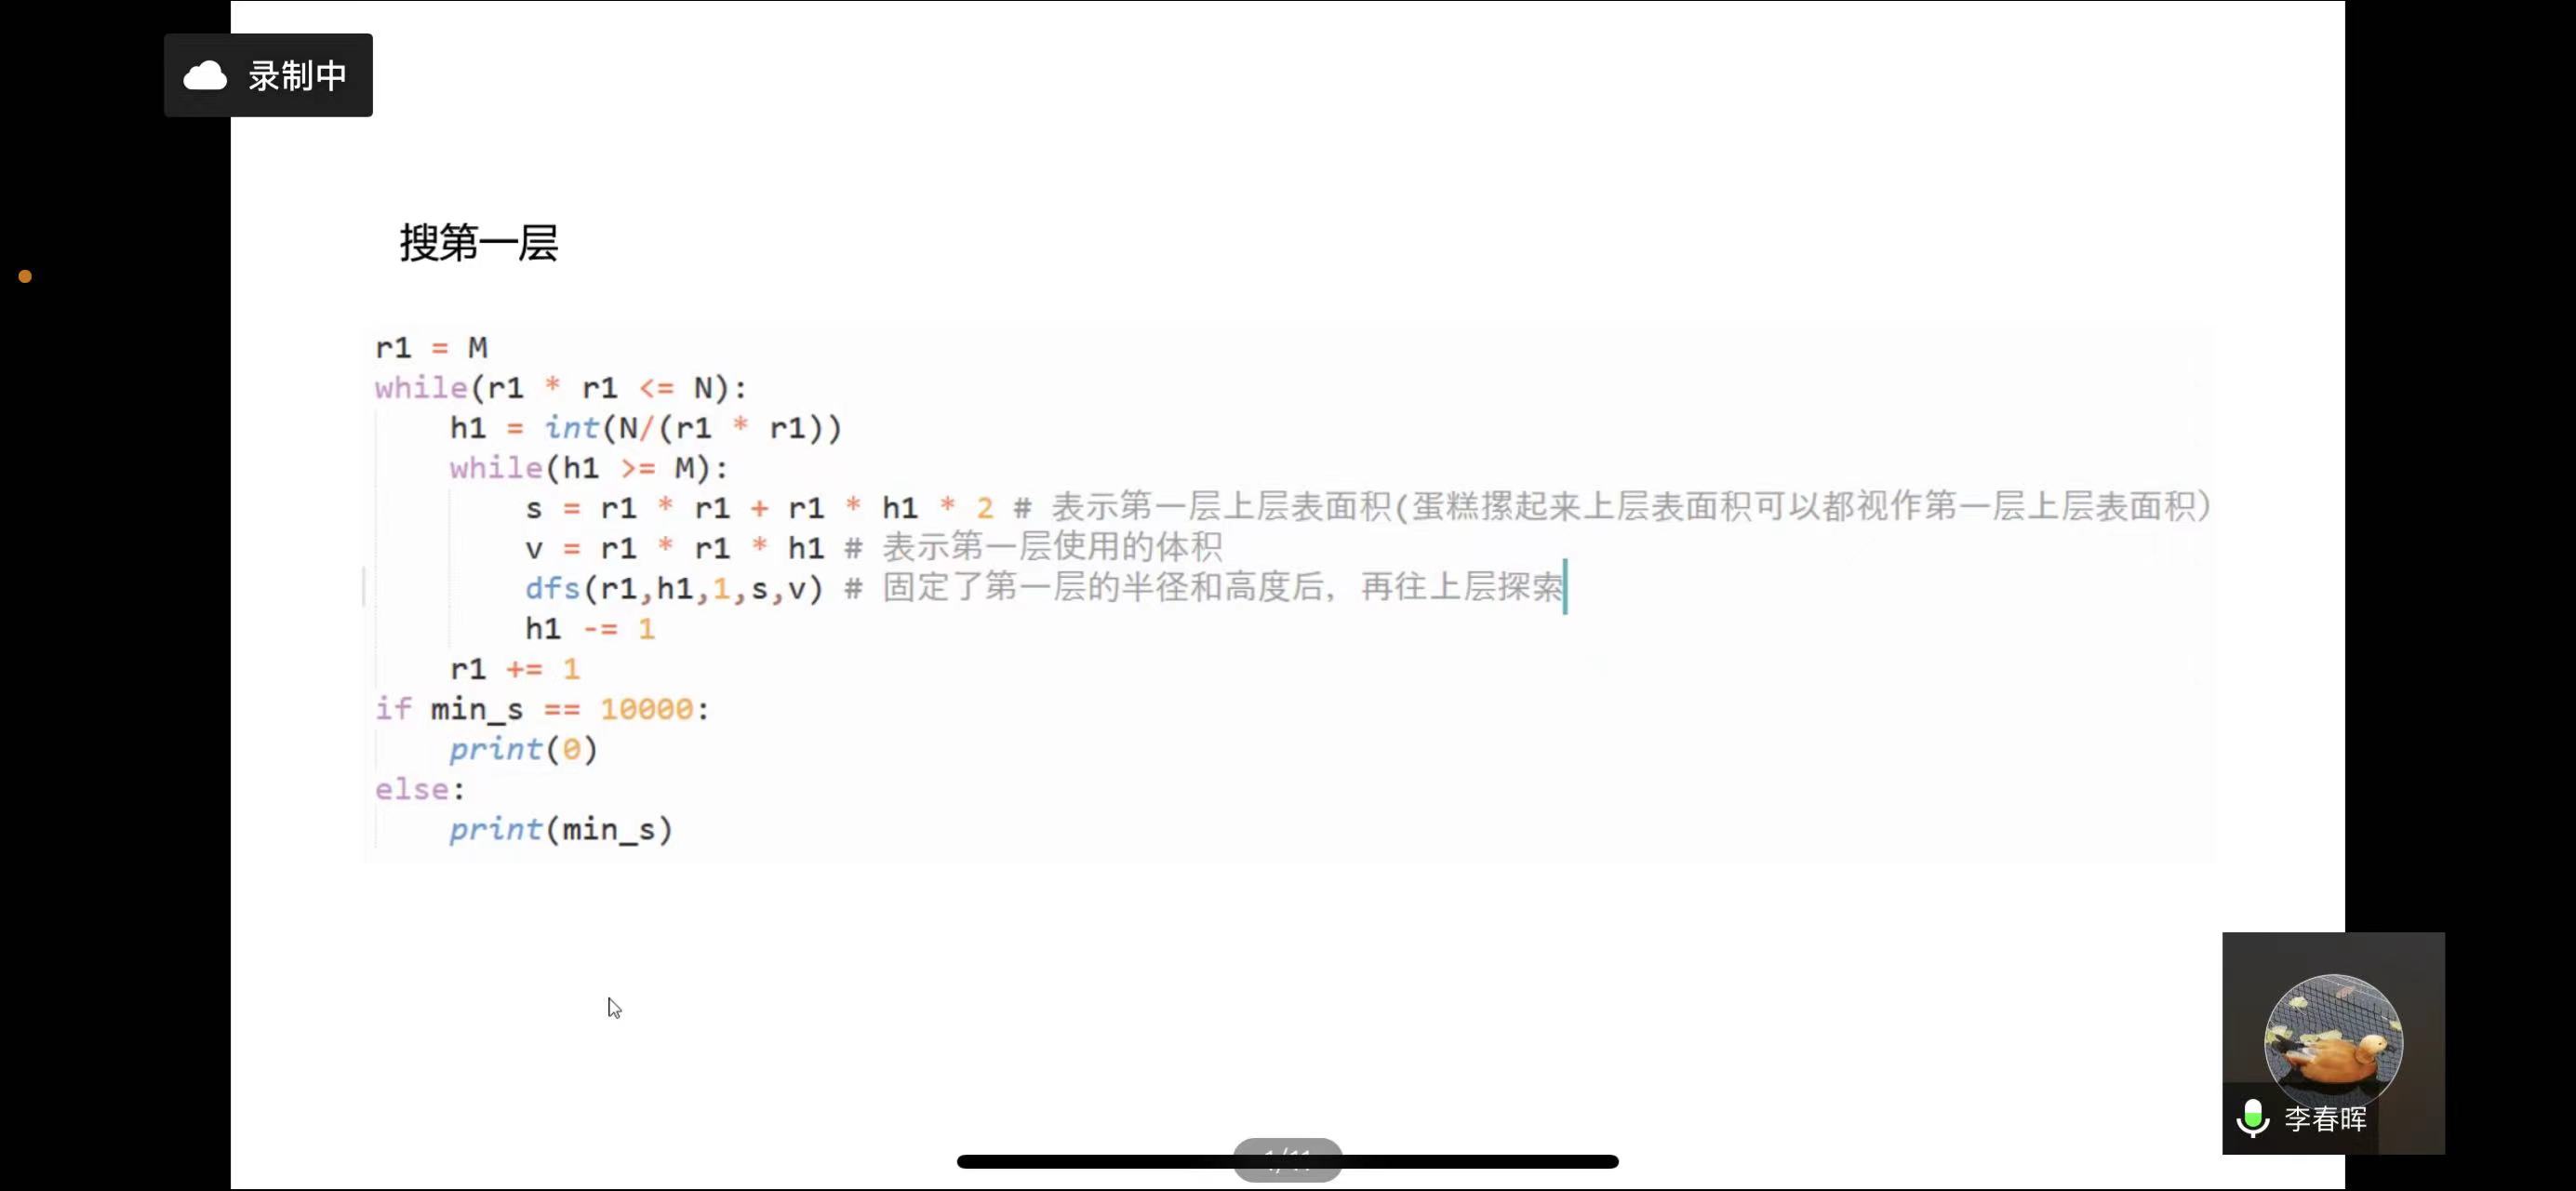 录制中
搜第一层
r1 = M
while(r1 * r1 <= N):
    h1 = int(N/(r1 * r1))
    while(h1 >= M):
        s = r1 * r1 + r1 * h1 * 2 # 表示第一层上层表面积(蛋糕摞起来上层表面积可以都视作第一层上层表面积)
        v = r1 * r1 * h1 # 表示第一层使用的体积
        dfs(r1,h1,1,s,v) # 固定了第一层的半径和高度后，再往上层探索
        h1 -= 1
    r1 += 1
if min_s == 10000:
    print(0)
else:
    print(min_s)
李春晖